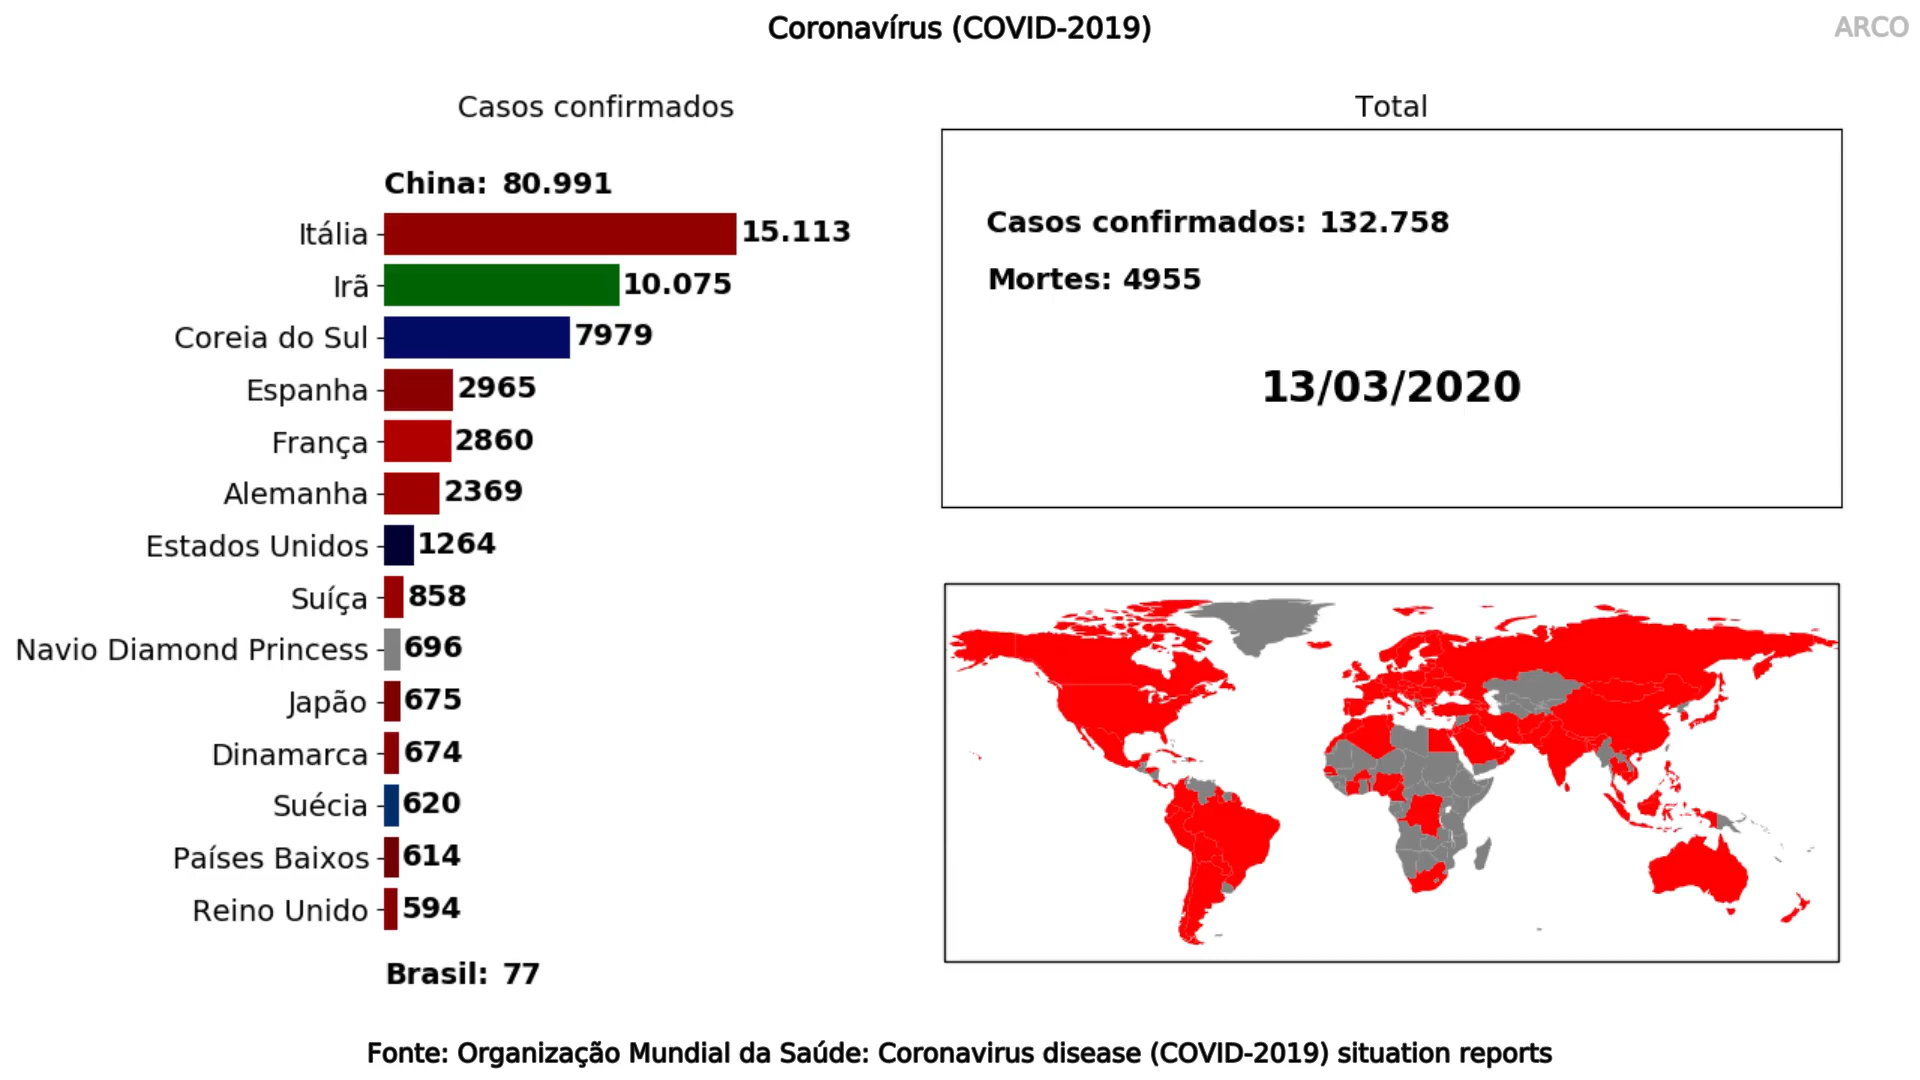 Coronavírus (COVID-2019)
ARCO
Casos confirmados
China: 80.991
Itália 15.113
Irã 10.075
Coreia do Sul 7979
Espanha 2965
França 2860
Alemanha 2369
Estados Unidos 1264
Suíça 858
Navio Diamond Princess 696
Japão 675
Dinamarca 674
Suécia 620
Países Baixos 614
Reino Unido 594
Brasil: 77
Total
Casos confirmados: 132.758
Mortes: 4955
13/03/2020
Fonte: Organização Mundial da Saúde: Coronavirus disease (COVID-2019) situation reports